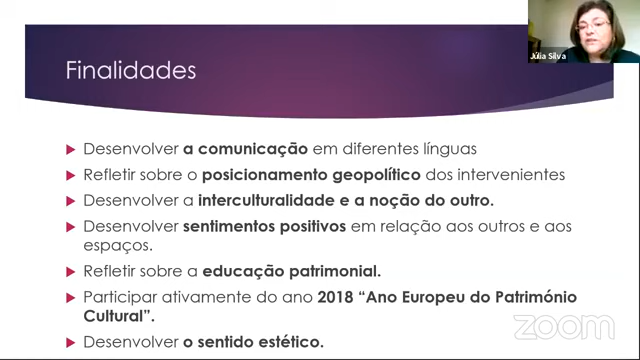 Júlia Silva
Finalidades
Desenvolver a comunicação em diferentes línguas
Refletir sobre o posicionamento geopolítico dos intervenientes
Desenvolver a interculturalidade e a noção do outro.
Desenvolver sentimentos positivos em relação aos outros e aos
espaços.
Refletir sobre a educação patrimonial.
Participar ativamente do ano 2018 “Ano Europeu do Património
Cultural”.
Desenvolver o sentido estético.
zoom